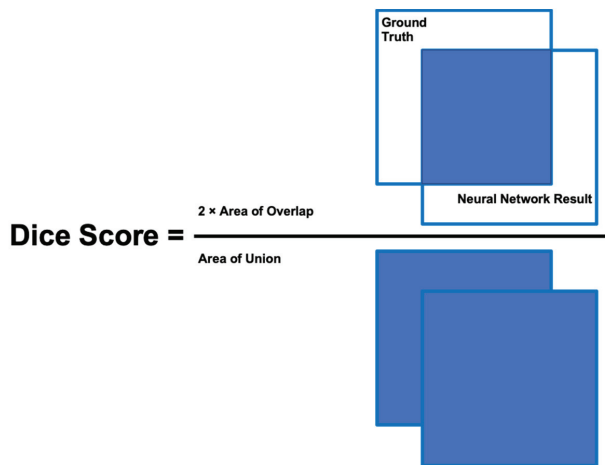 Ground
Truth
Neural Network Result
2 × Area of Overlap
Dice Score =
Area of Union